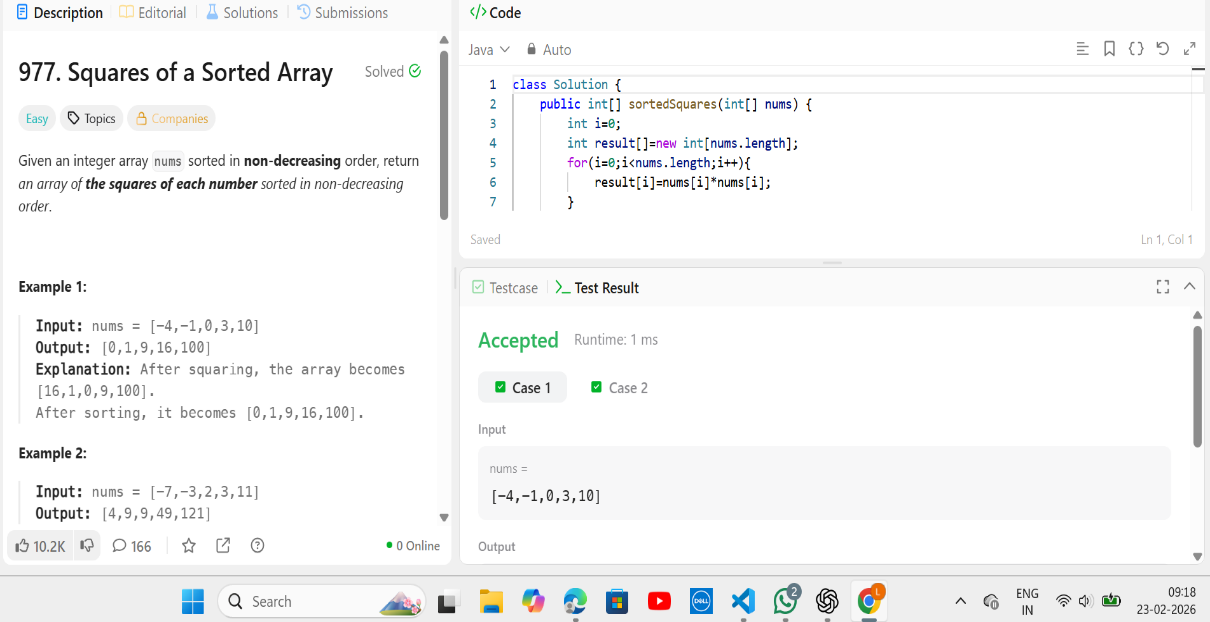 Description
Editorial
Solutions
Submissions
977. Squares of a Sorted Array
Solved
Easy
Topics
Companies
Given an integer array nums sorted in non-decreasing order, return
an array of the squares of each number sorted in non-decreasing
order.
Example 1:
Input: nums = [-4,-1,0,3,10]
Output: [0,1,9,16,100]
Explanation: After squaring, the array becomes
[16,1,0,9,100].
After sorting, it becomes [0,1,9,16,100].
Example 2:
Input: nums = [-7,-3,2,3,11]
Output: [4,9,9,49,121]
10.2K
166
0 Online
</> Code
Java
Auto
1 class Solution {
2 public int[] sortedSquares(int[] nums) {
3 int i=0;
4 int result[]=new int[nums.length];
5 for(i=0;i<nums.length;i++){
6 result[i]=nums[i]*nums[i];
7 }
Saved
Ln 1, Col 1
Testcase
>_ Test Result
Accepted
Runtime: 1 ms
Case 1
Case 2
Input
nums =
[-4,-1,0,3,10]
Output
Search
DELL
2
L
ENG
IN
09:18
23-02-2026